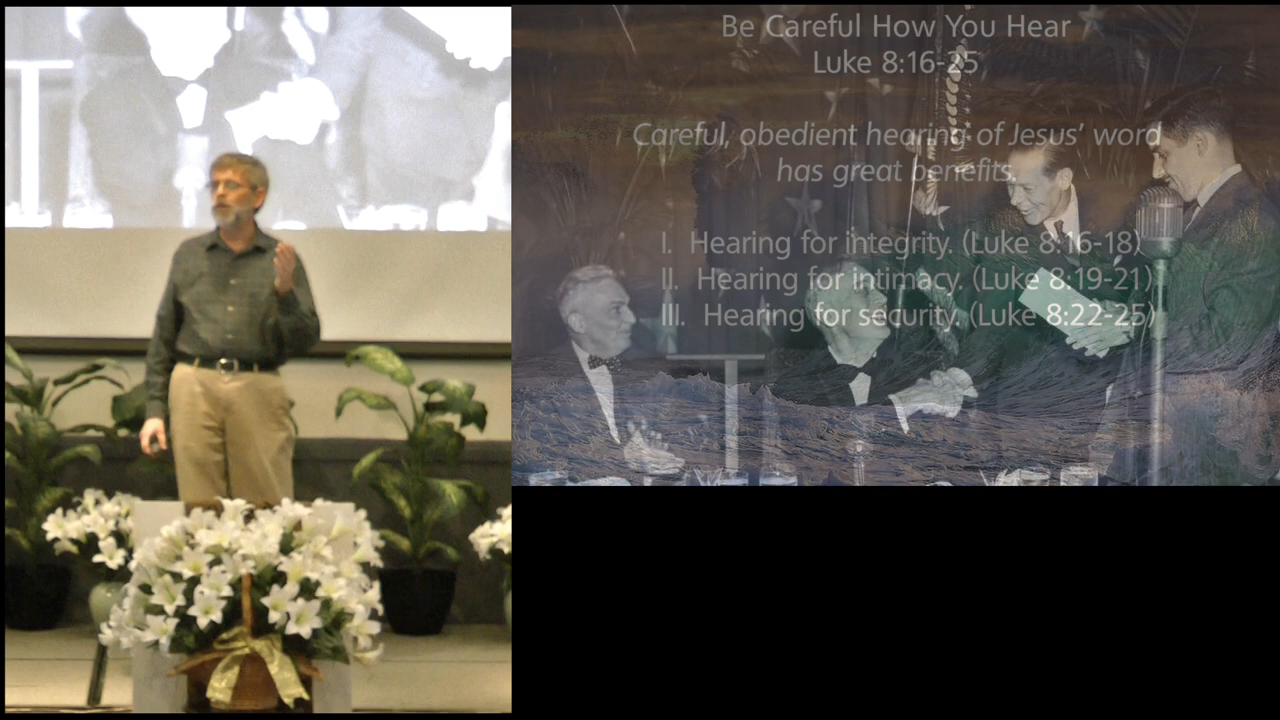 Be Careful How You Hear
Luke 8:16-25
Careful, obedient hearing of Jesus' word
has great benefits.
I. Hearing for integrity. (Luke 8:16-18)
II. Hearing for intimacy. (Luke 8:19-21)
III. Hearing for security. (Luke 8:22-25)